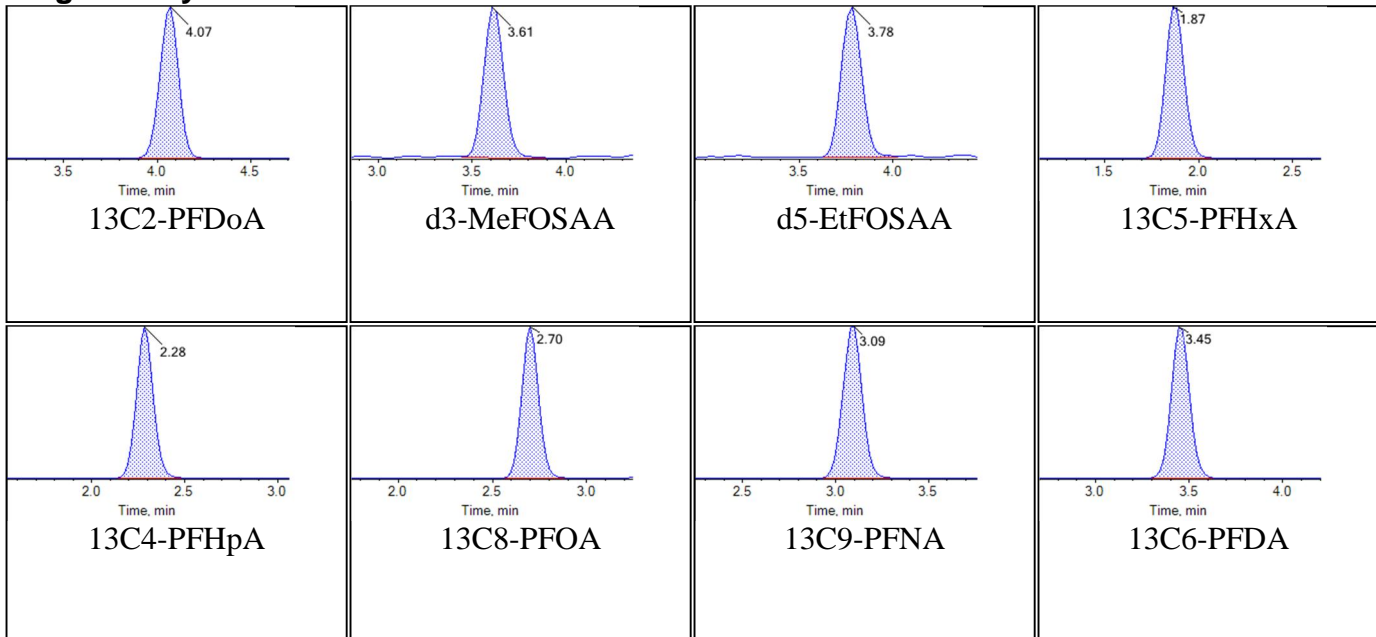 4.07
3.5 4.0 4.5
Time, min
13C2-PFDoA
3.61
3.0 3.5 4.0
Time, min
d3-MeFOSAA
3.78
3.5 4.0
Time, min
d5-EtFOSAA
1.87
1.5 2.0 2.5
Time, min
13C5-PFHxA
2.28
2.0 2.5 3.0
Time, min
13C4-PFHpA
2.70
2.0 2.5 3.0
Time, min
13C8-PFOA
3.09
2.5 3.0 3.5
Time, min
13C9-PFNA
3.45
3.0 3.5 4.0
Time, min
13C6-PFDA